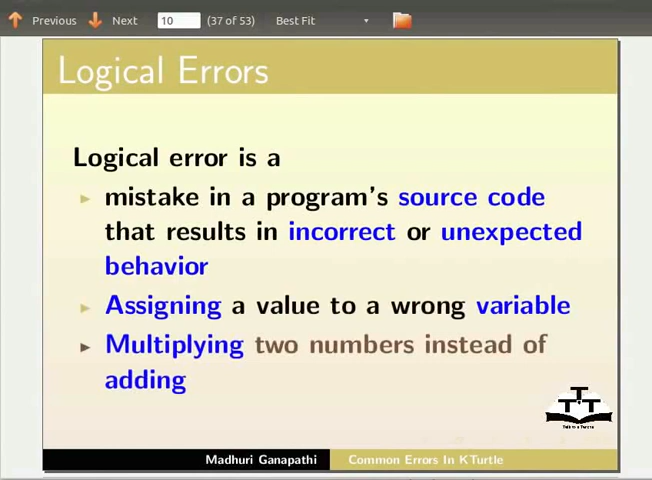 Previous Next 10 (37 of 53) Best Fit
Logical Errors
Logical error is a
mistake in a program's source code
that results in incorrect or unexpected
behavior
Assigning a value to a wrong variable
Multiplying two numbers instead of
adding
Madhuri Ganapathi Common Errors In KTurtle